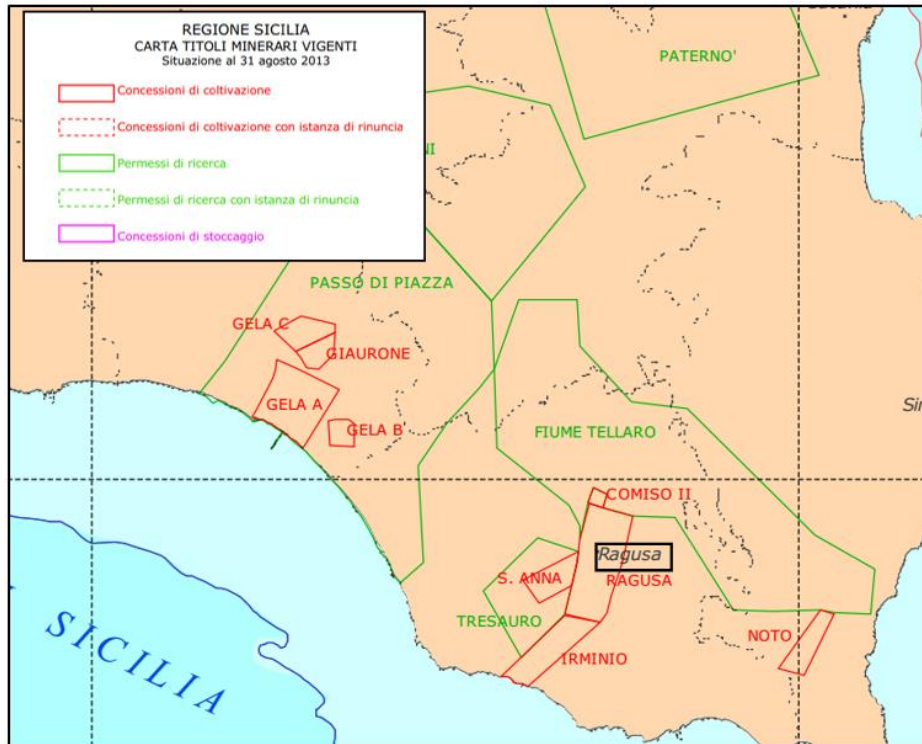 REGIONE SICILIA
CARTA TITOLI MINERARI VIGENTI
Situazione al 31 agosto 2013
Concessioni di coltivazione
Concessioni di coltivazione con istanza di rinuncia
Permessi di ricerca
Permessi di ricerca con istanza di rinuncia
Concessioni di stoccaggio
PATERNO'
NI
PASSO DI PIAZZA
GELA C
GIAURONE
GELA A
GELA B
FIUME TELLARO
COMISO II
Ragusa
S. ANNA
RAGUSA
TRESAURO
NOTO
IRMINIO
SICILIA